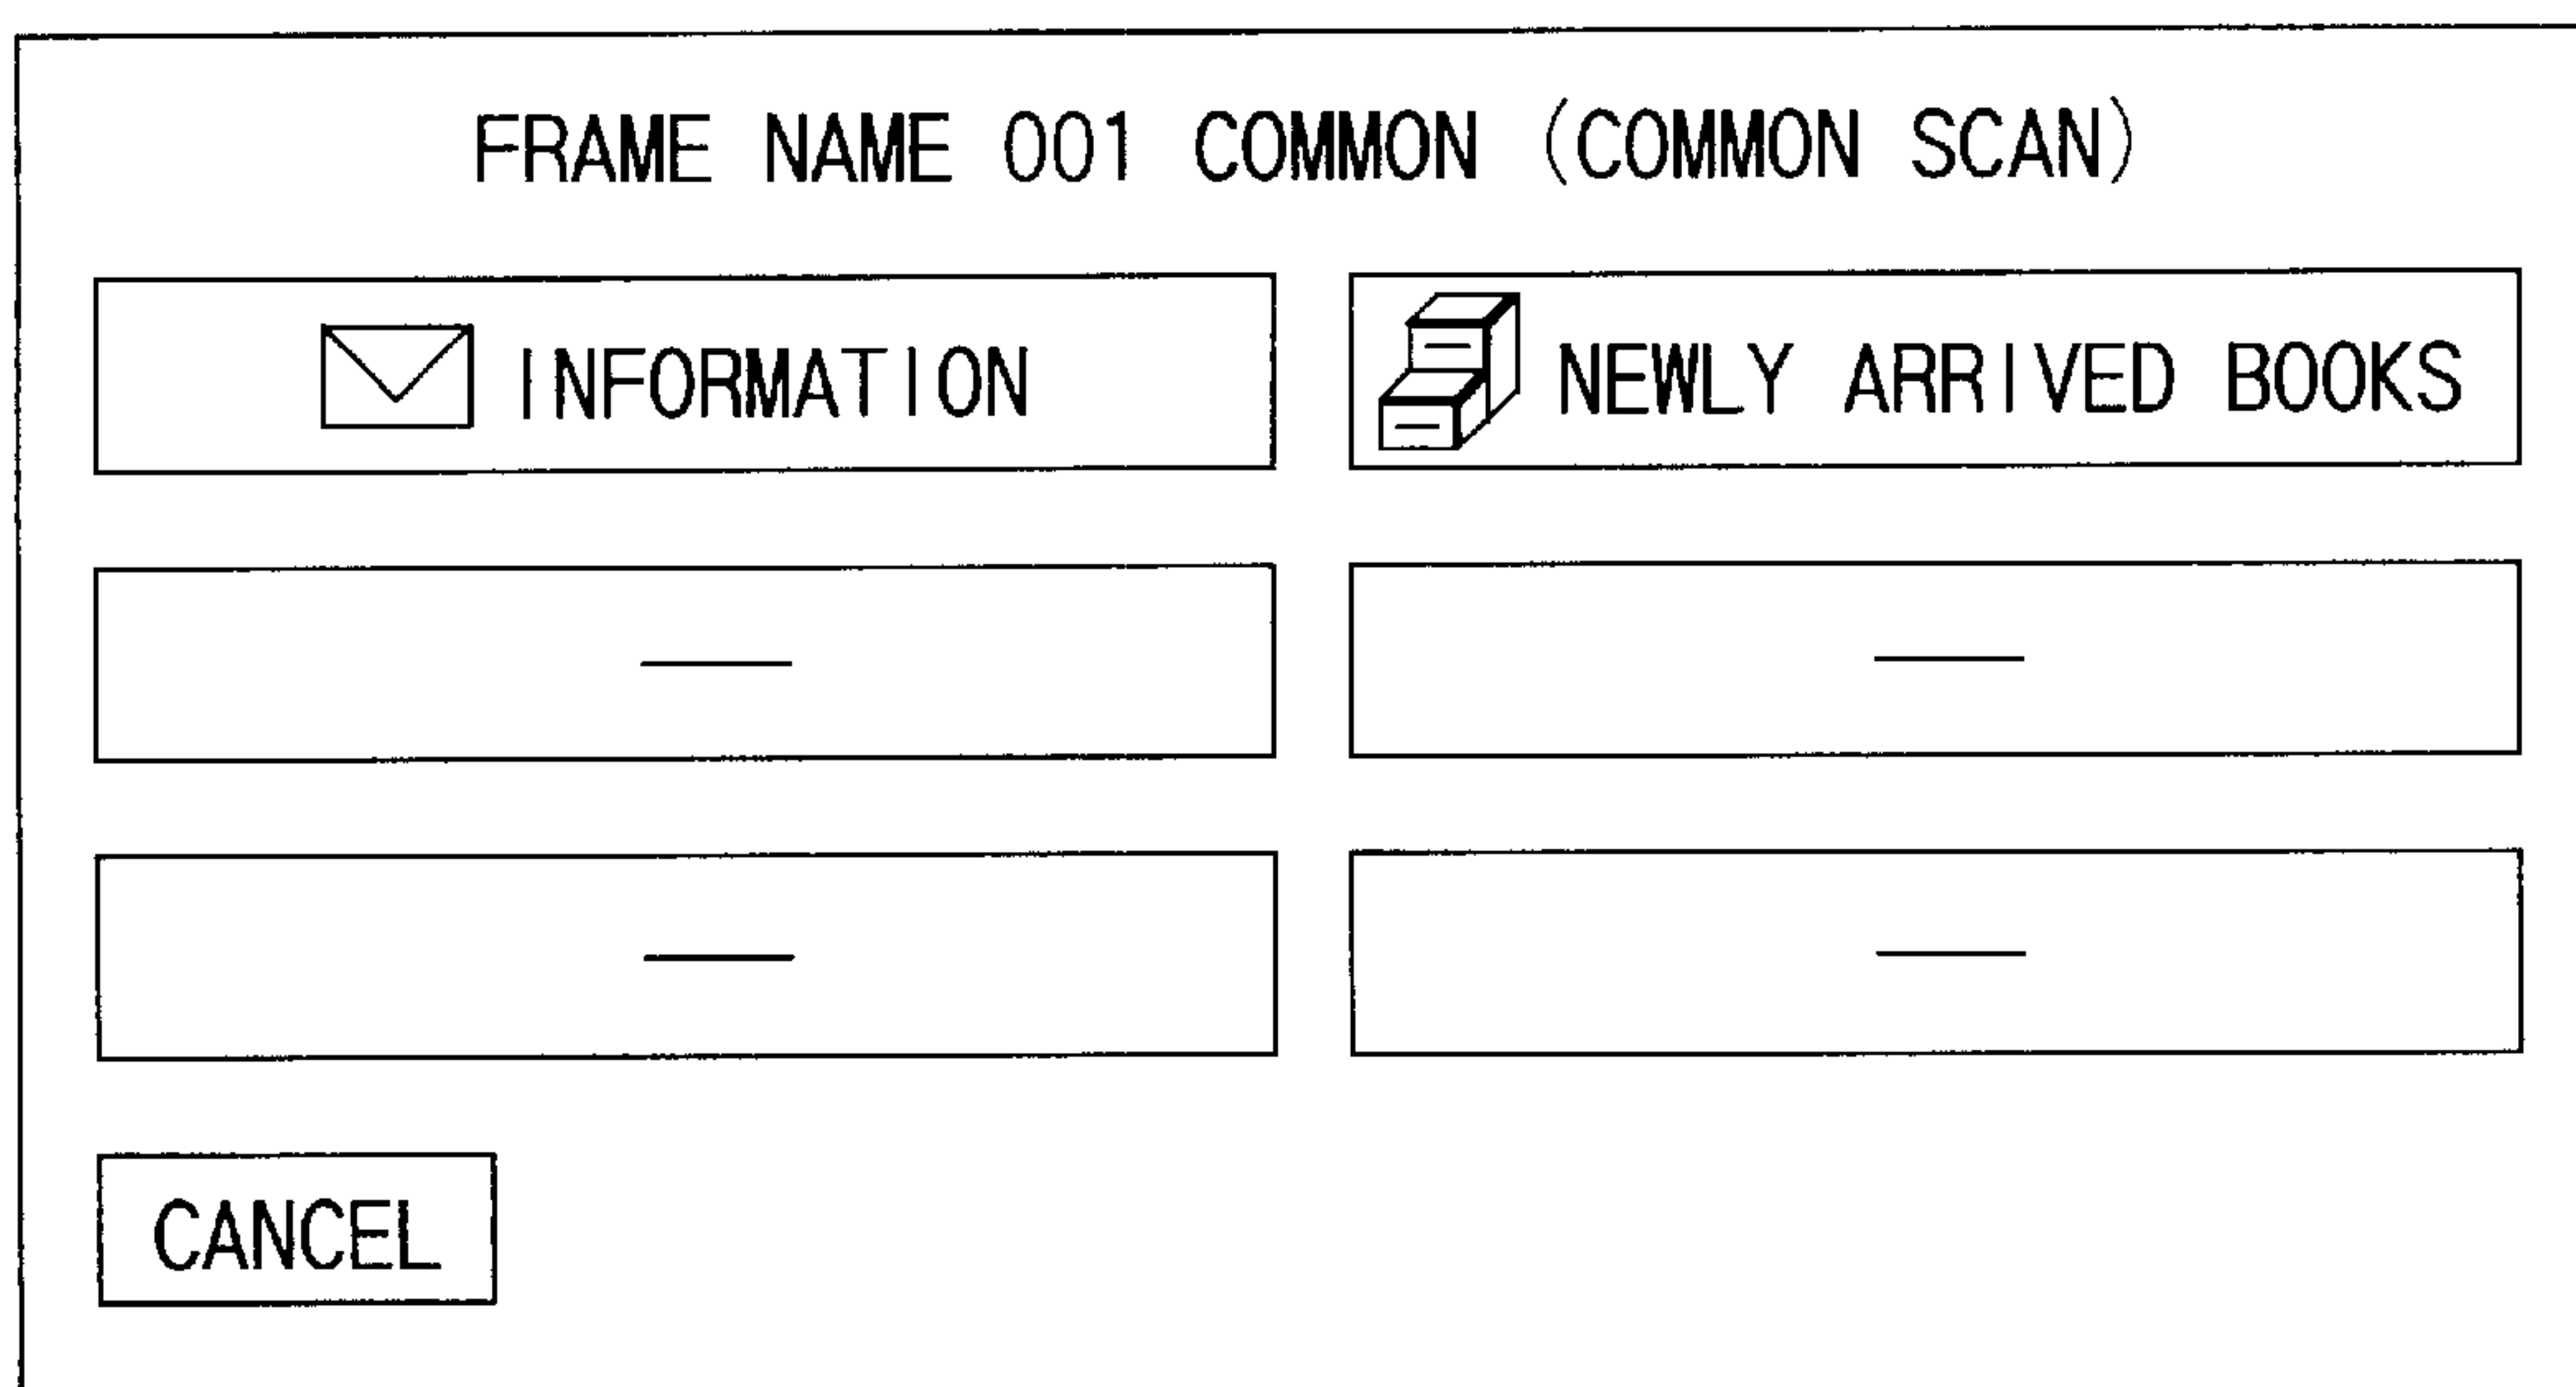 FRAME NAME 001 COMMON (COMMON SCAN)
INFORMATION
NEWLY ARRIVED BOOKS
—
—
—
—
CANCEL